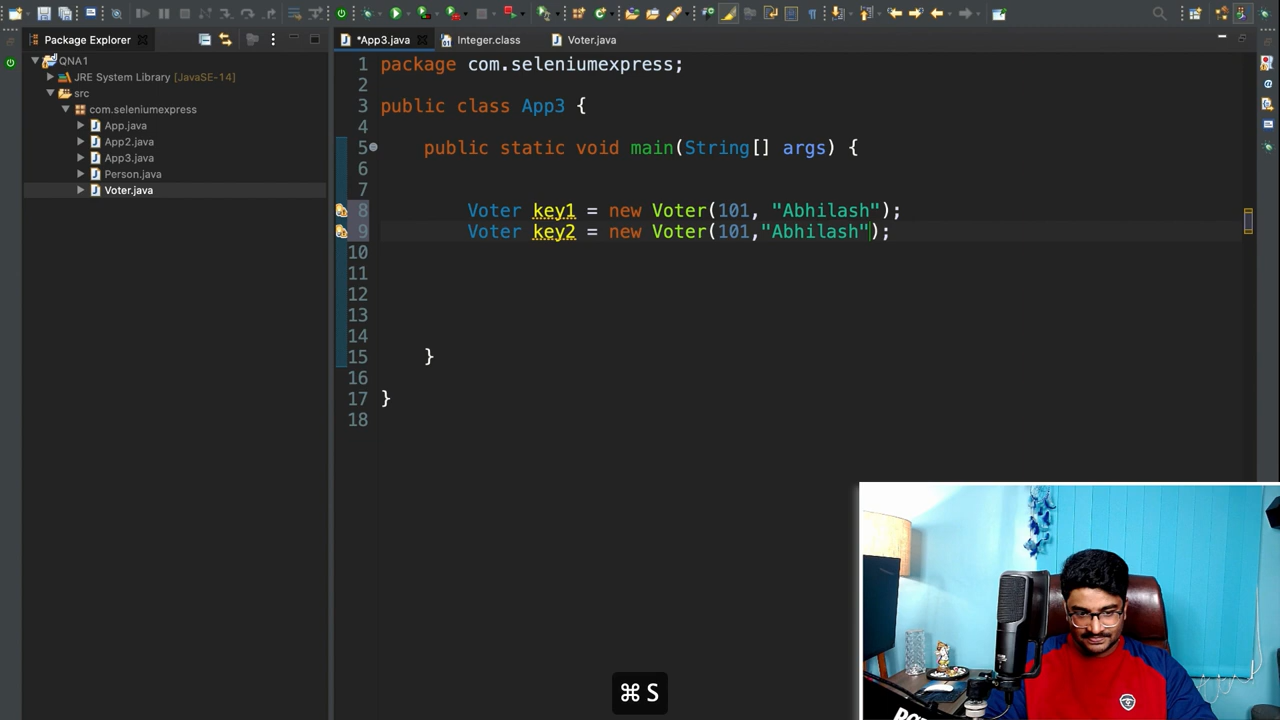 Package Explorer
*App3.java
Integer.class
Voter.java
QNA1
JRE System Library [JavaSE-14]
src
com.seleniumexpress
App.java
App2.java
App3.java
Person.java
Voter.java
1 package com.seleniumexpress;
2
3 public class App3 {
4
5 public static void main(String[] args) {
6
7
8 Voter key1 = new Voter(101, "Abhilash");
9 Voter key2 = new Voter(101,"Abhilash");
10
11
12
13
14
15 }
16
17 }
18
⌘ S